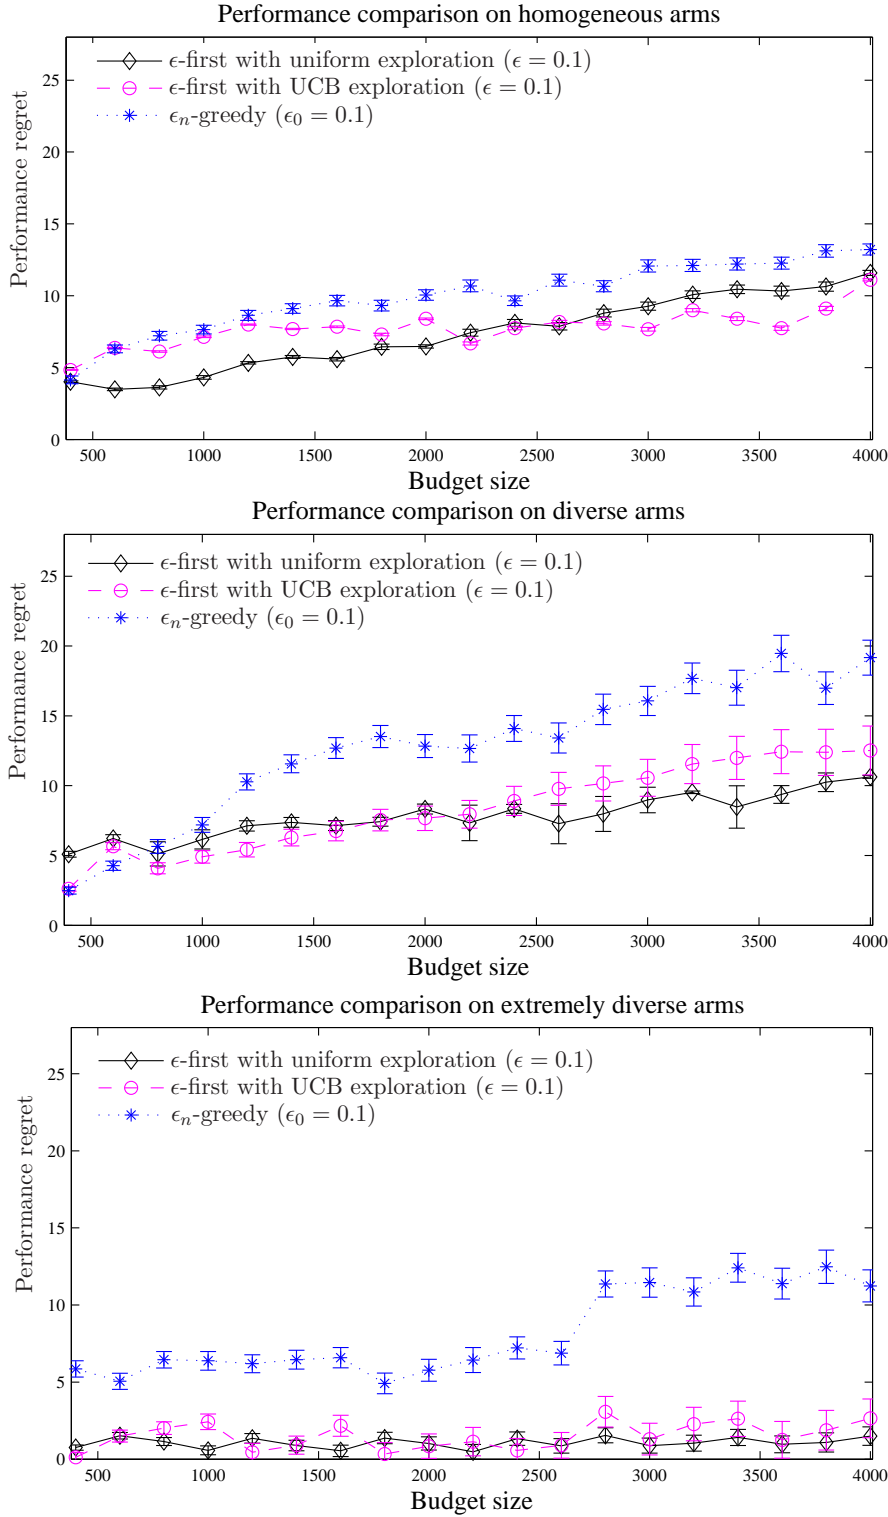 Performance comparison on homogeneous arms
ϵ-first with uniform exploration (ϵ = 0.1)
ϵ-first with UCB exploration (ϵ = 0.1)
ϵn-greedy (ϵ0 = 0.1)
Performance regret
25
20
15
10
5
0
500 1000 1500 2000 2500 3000 3500 4000
Budget size
Performance comparison on diverse arms
ϵ-first with uniform exploration (ϵ = 0.1)
ϵ-first with UCB exploration (ϵ = 0.1)
ϵn-greedy (ϵ0 = 0.1)
Performance regret
25
20
15
10
5
0
500 1000 1500 2000 2500 3000 3500 4000
Budget size
Performance comparison on extremely diverse arms
ϵ-first with uniform exploration (ϵ = 0.1)
ϵ-first with UCB exploration (ϵ = 0.1)
ϵn-greedy (ϵ0 = 0.1)
Performance regret
25
20
15
10
5
0
500 1000 1500 2000 2500 3000 3500 4000
Budget size